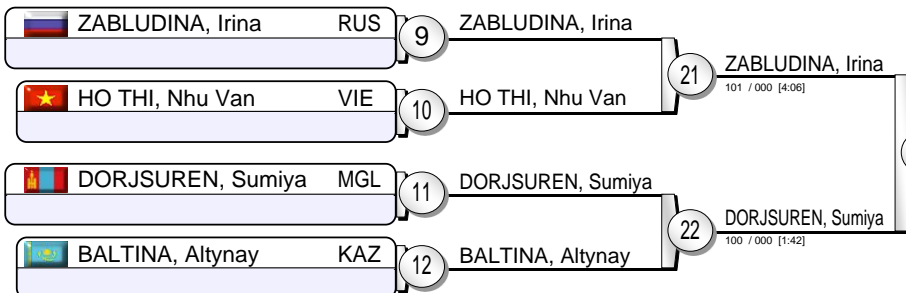 ZABLUDINA, Irina RUS
9
ZABLUDINA, Irina
21
ZABLUDINA, Irina
101 / 000 [4:06]
HO THI, Nhu Van VIE
10
HO THI, Nhu Van
DORJSUREN, Sumiya MGL
11
DORJSUREN, Sumiya
22
DORJSUREN, Sumiya
100 / 000 [1:42]
BALTINA, Altynay KAZ
12
BALTINA, Altynay